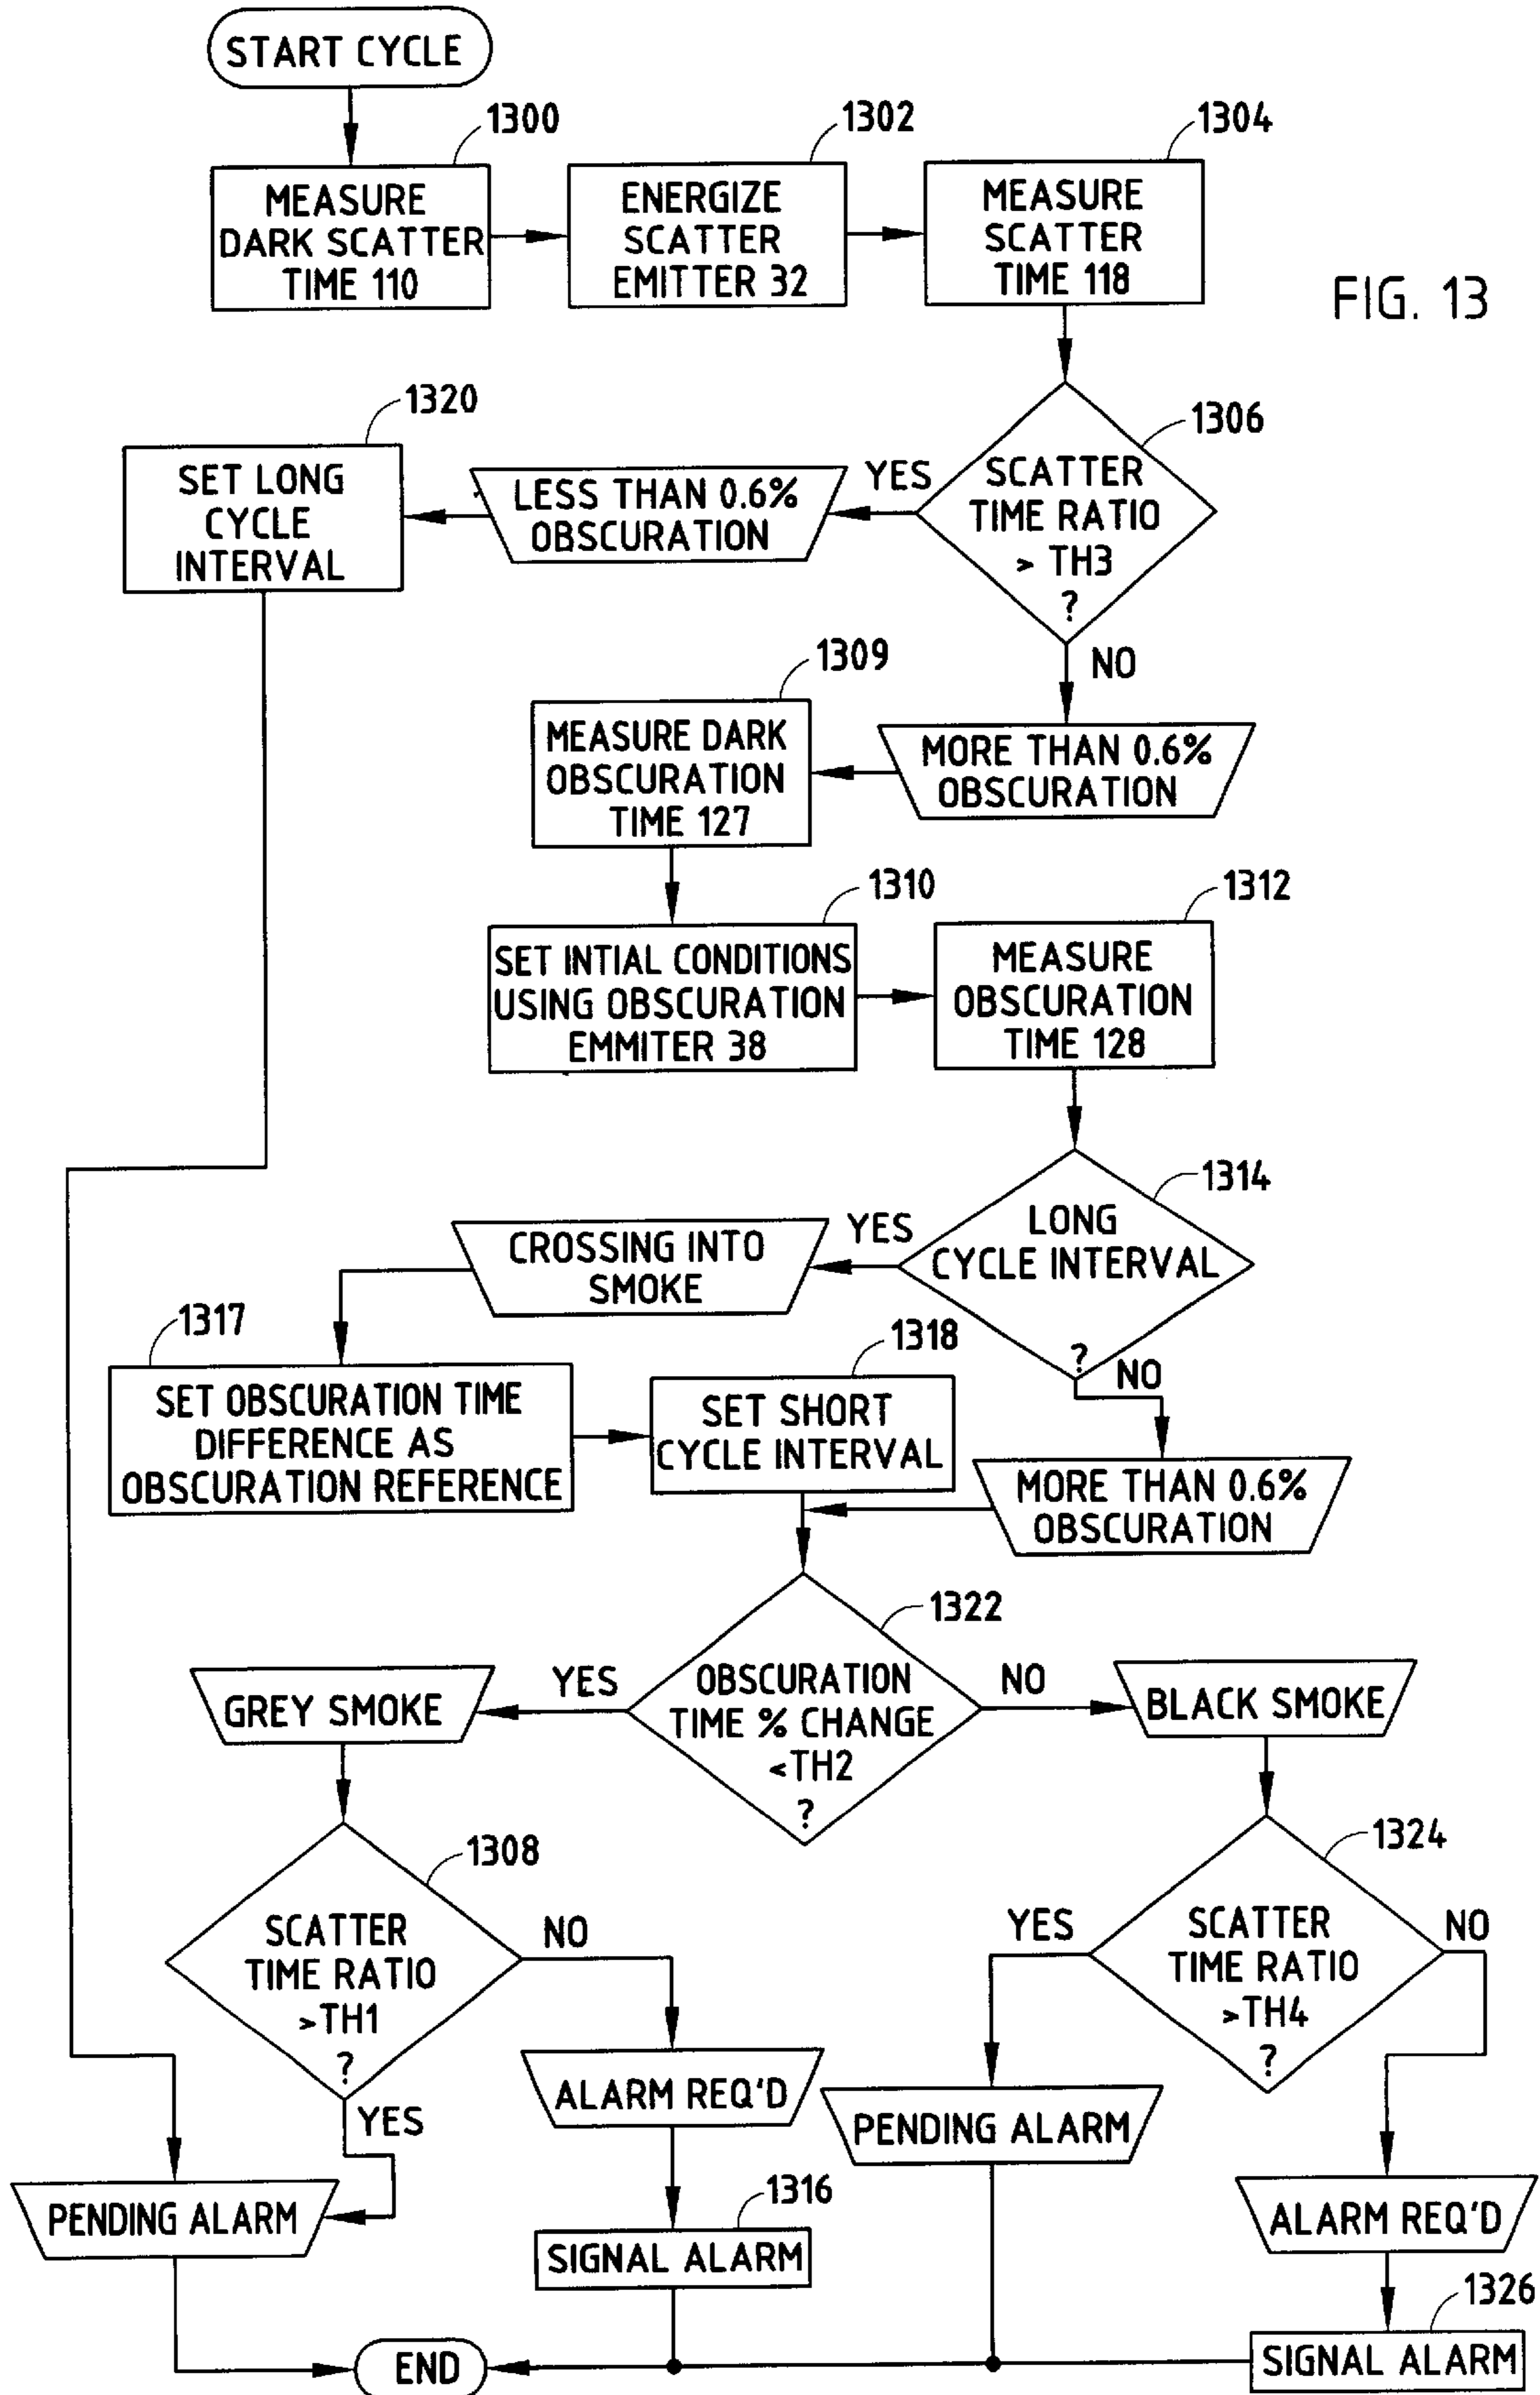 START CYCLE
1300
MEASURE
DARK SCATTER
TIME 110
1302
ENERGIZE
SCATTER
EMITTER 32
1304
MEASURE
SCATTER
TIME 118
FIG. 13
1306
SCATTER
TIME RATIO
> TH3
?
YES
LESS THAN 0.6%
OBSCURATION
1320
SET LONG
CYCLE
INTERVAL
NO
MORE THAN 0.6%
OBSCURATION
1309
MEASURE DARK
OBSCURATION
TIME 127
1310
SET INTIAL CONDITIONS
USING OBSCURATION
EMMITER 38
1312
MEASURE
OBSCURATION
TIME 128
1314
LONG
CYCLE INTERVAL
?
YES
CROSSING INTO
SMOKE
1317
SET OBSCURATION TIME
DIFFERENCE AS
OBSCURATION REFERENCE
1318
SET SHORT
CYCLE INTERVAL
NO
MORE THAN 0.6%
OBSCURATION
1322
OBSCURATION
TIME % CHANGE
<TH2
?
YES
GREY SMOKE
NO
BLACK SMOKE
1308
SCATTER
TIME RATIO
>TH1
?
NO
ALARM REQ'D
1316
SIGNAL ALARM
YES
PENDING ALARM
1324
SCATTER
TIME RATIO
>TH4
?
YES
PENDING ALARM
NO
ALARM REQ'D
1326
SIGNAL ALARM
END